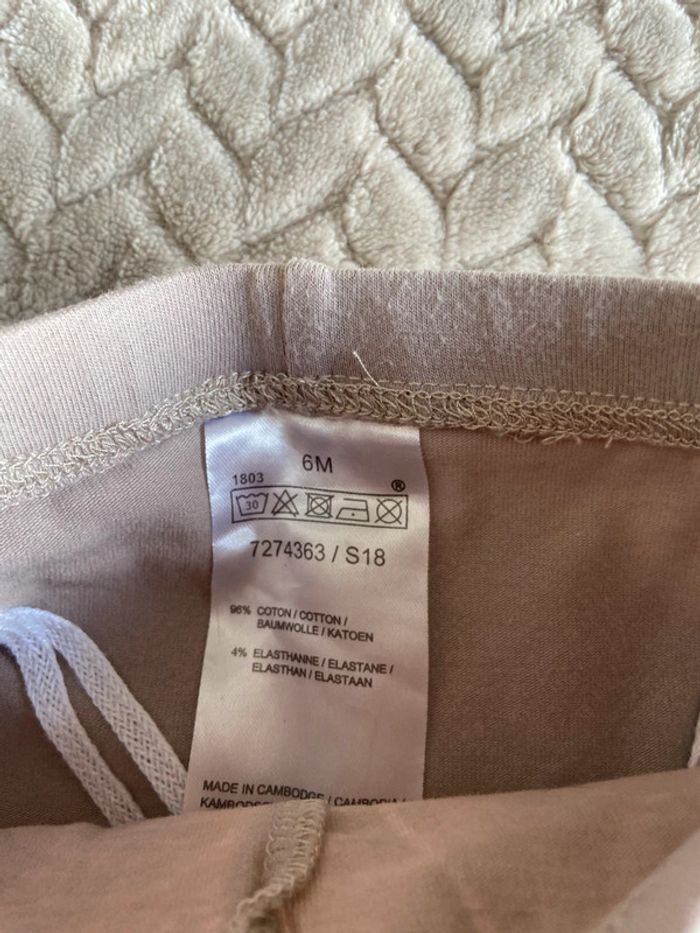 6M
1803
®
30
7274363 / S18
96% COTON / COTTON /
BAUMWOLLE / KATOEN
4% ELASTHANNE / ELASTANE /
ELASTHAN / ELASTAAN
MADE IN CAMBODGE / CAMBODIA /